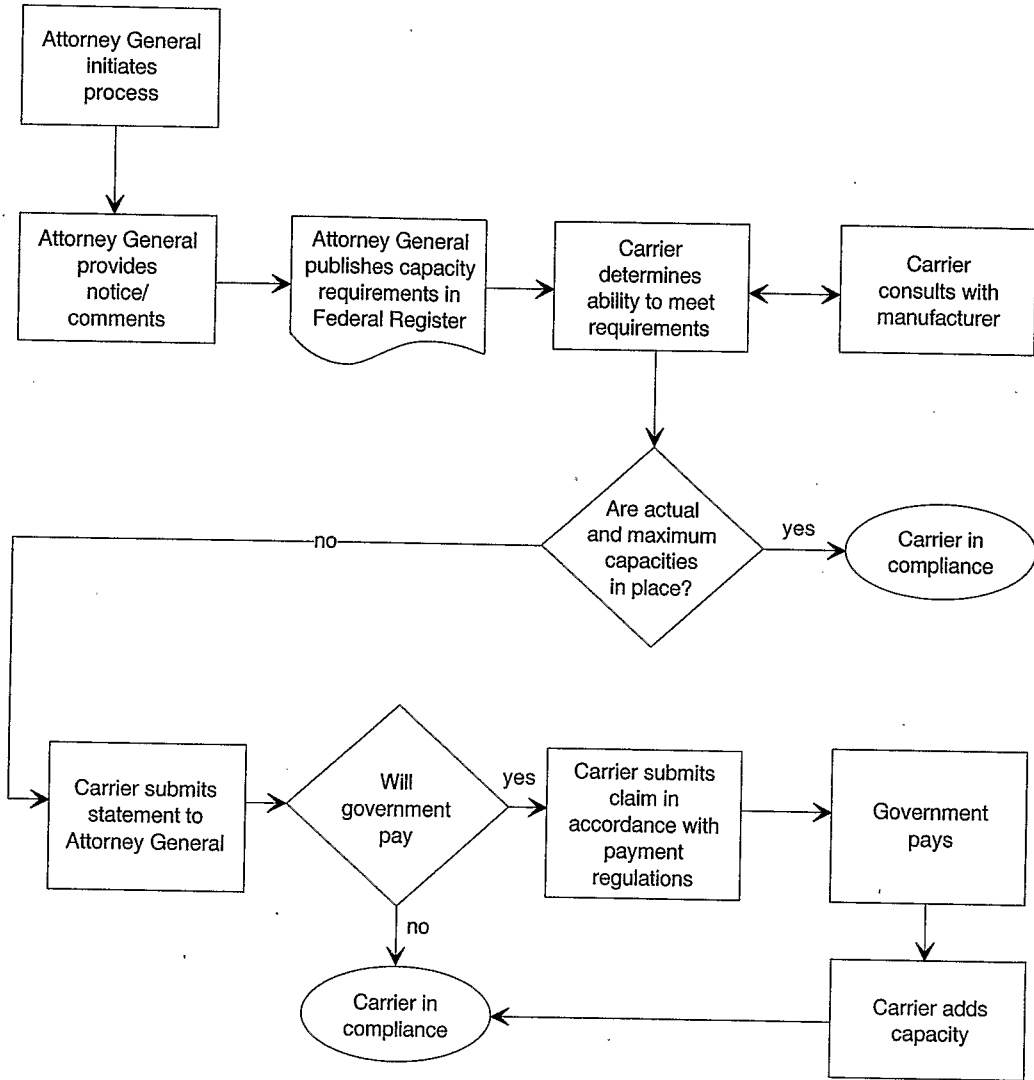 Attorney General
initiates
process
Attorney General
provides
notice/
comments
Attorney General
publishes capacity
requirements in
Federal Register
Carrier
determines
ability to meet
requirements
Carrier
consults with
manufacturer
Are actual
and maximum
capacities
in place?
yes
Carrier in
compliance
no
Carrier submits
statement to
Attorney General
Will
government
pay
yes
Carrier submits
claim in
accordance with
payment
regulations
Government
pays
no
Carrier in
compliance
Carrier adds
capacity